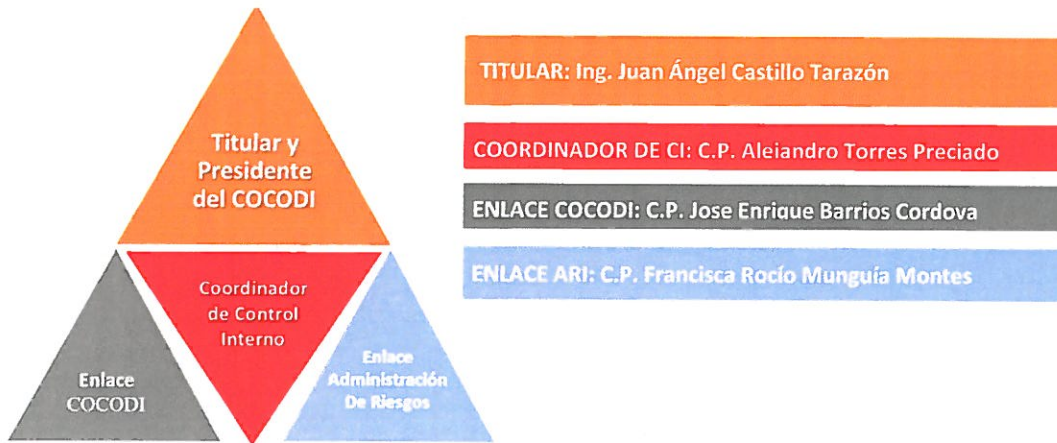 Titular y
Presidente
del COCODI
Coordinador
de Control
Interno
Enlace
COCODI
Enlace
Administración
De Riesgos
TITULAR: Ing. Juan Ángel Castillo Tarazón
COORDINADOR DE CI: C.P. Alejandro Torres Preciado
ENLACE COCODI: C.P. Jose Enrique Barrios Cordova
ENLACE ARI: C.P. Francisca Rocío Munguía Montes